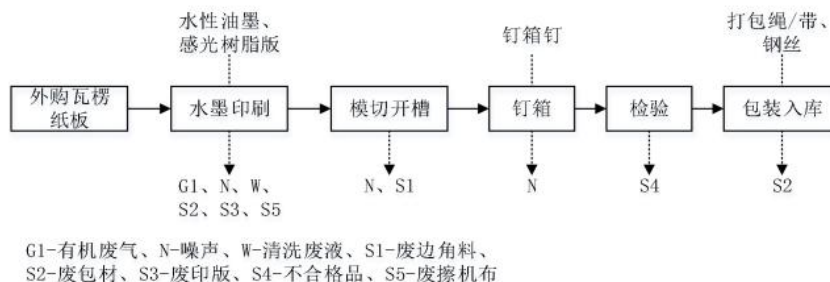 水性油墨、
感光树脂版
钉箱钉
打包绳/带、
钢丝
外购瓦楞
纸板
水墨印刷
模切开槽
钉箱
检验
包装入库
G1、N、W、
S2、S3、S5
N、S1
N
S4
S2
G1-有机废气、N-噪声、W-清洗废液、S1-废边角料、
S2-废包材、S3-废印版、S4-不合格品、S5-废擦机布